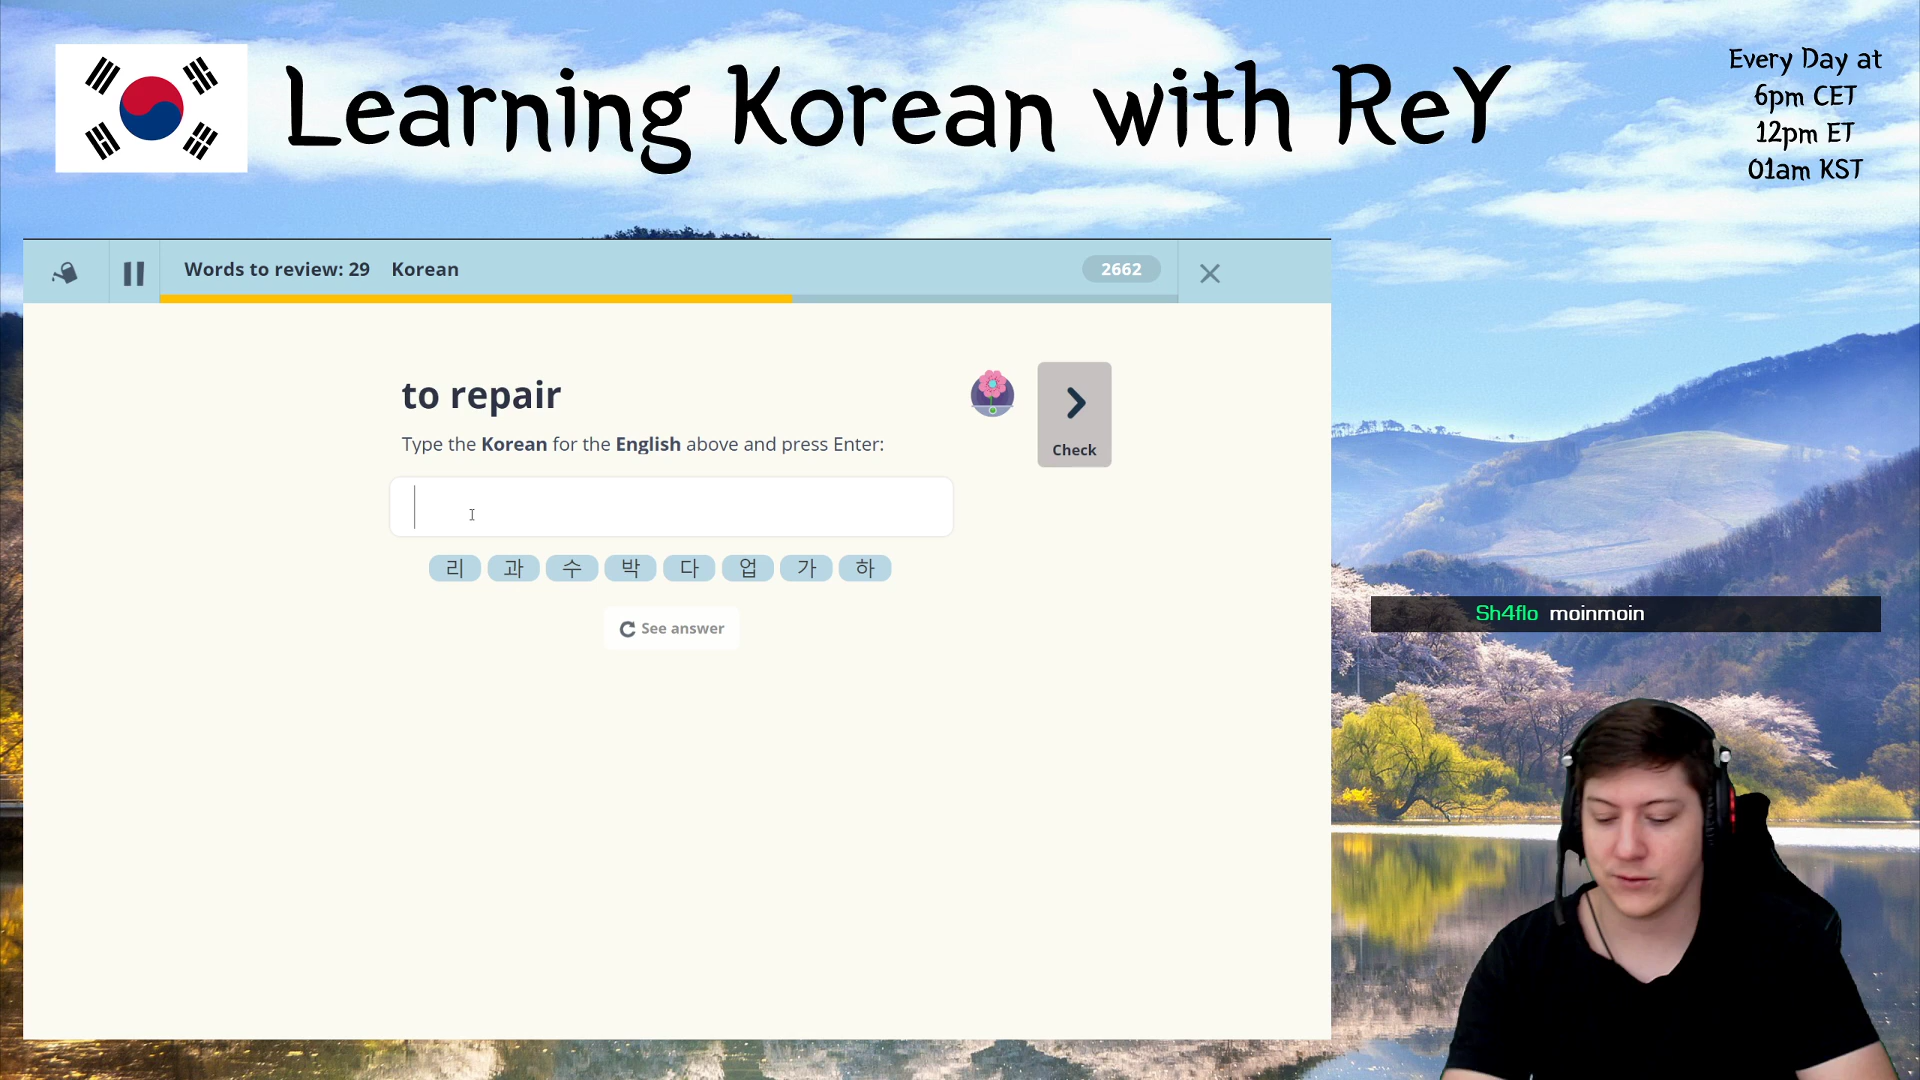 Learning Korean with ReY
Every Day at
6pm CET
12pm ET
01am KST
Words to review: 29 Korean 2662
to repair
Type the Korean for the English above and press Enter:
Check
리 과 수 박 다 업 가 하
See answer
Sh4flo moinmoin